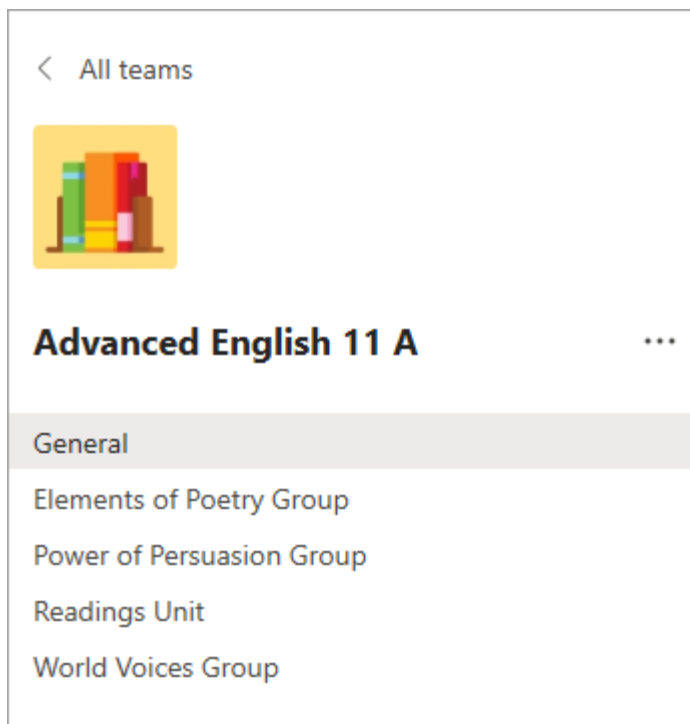 All teams
Advanced English 11 A
General
Elements of Poetry Group
Power of Persuasion Group
Readings Unit
World Voices Group